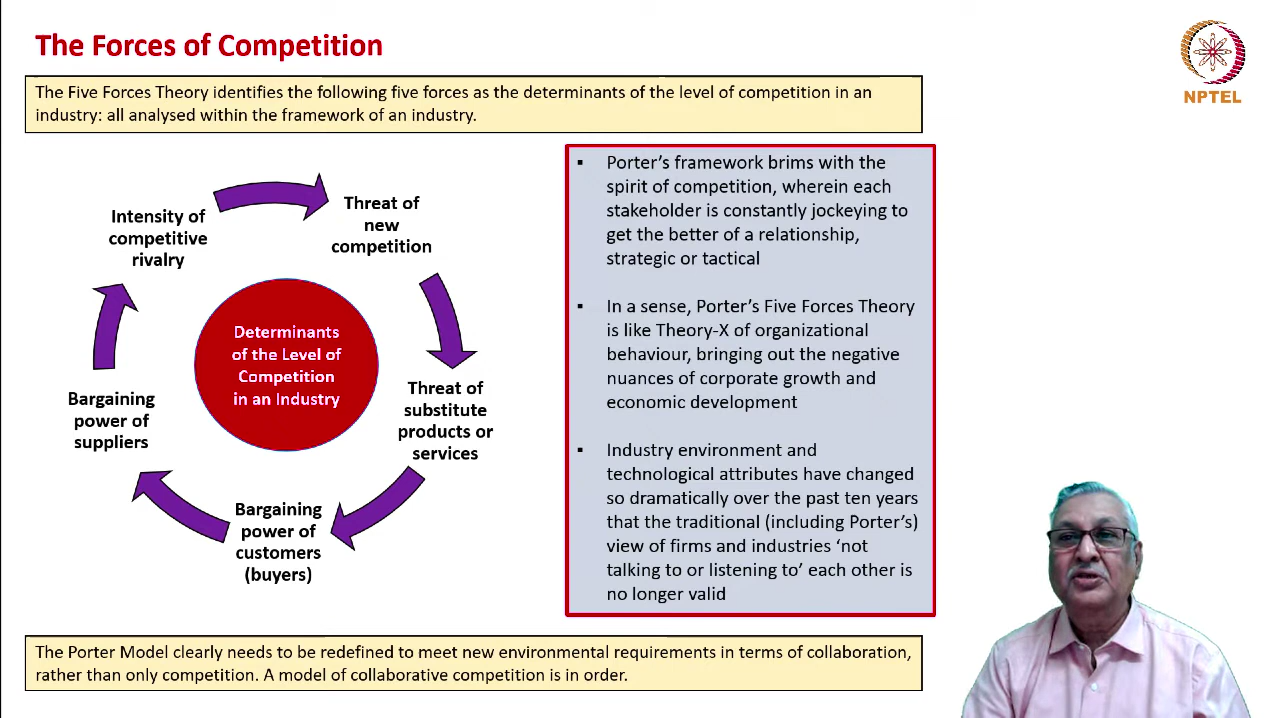 The Forces of Competition
The Five Forces Theory identifies the following five forces as the determinants of the level of competition in an
industry: all analysed within the framework of an industry.
NPTEL
Intensity of
competitive
rivalry
Threat of
new
competition
Determinants
of the Level of
Competition
in an Industry
Threat of
substitute
products or
services
Bargaining
power of
customers
(buyers)
Bargaining
power of
suppliers
▪ Porter’s framework brims with the
spirit of competition, wherein each
stakeholder is constantly jockeying to
get the better of a relationship,
strategic or tactical
▪ In a sense, Porter’s Five Forces Theory
is like Theory-X of organizational
behaviour, bringing out the negative
nuances of corporate growth and
economic development
▪ Industry environment and
technological attributes have changed
so dramatically over the past ten years
that the traditional (including Porter’s)
view of firms and industries ‘not
talking to or listening to’ each other is
no longer valid
The Porter Model clearly needs to be redefined to meet new environmental requirements in terms of collaboration,
rather than only competition. A model of collaborative competition is in order.